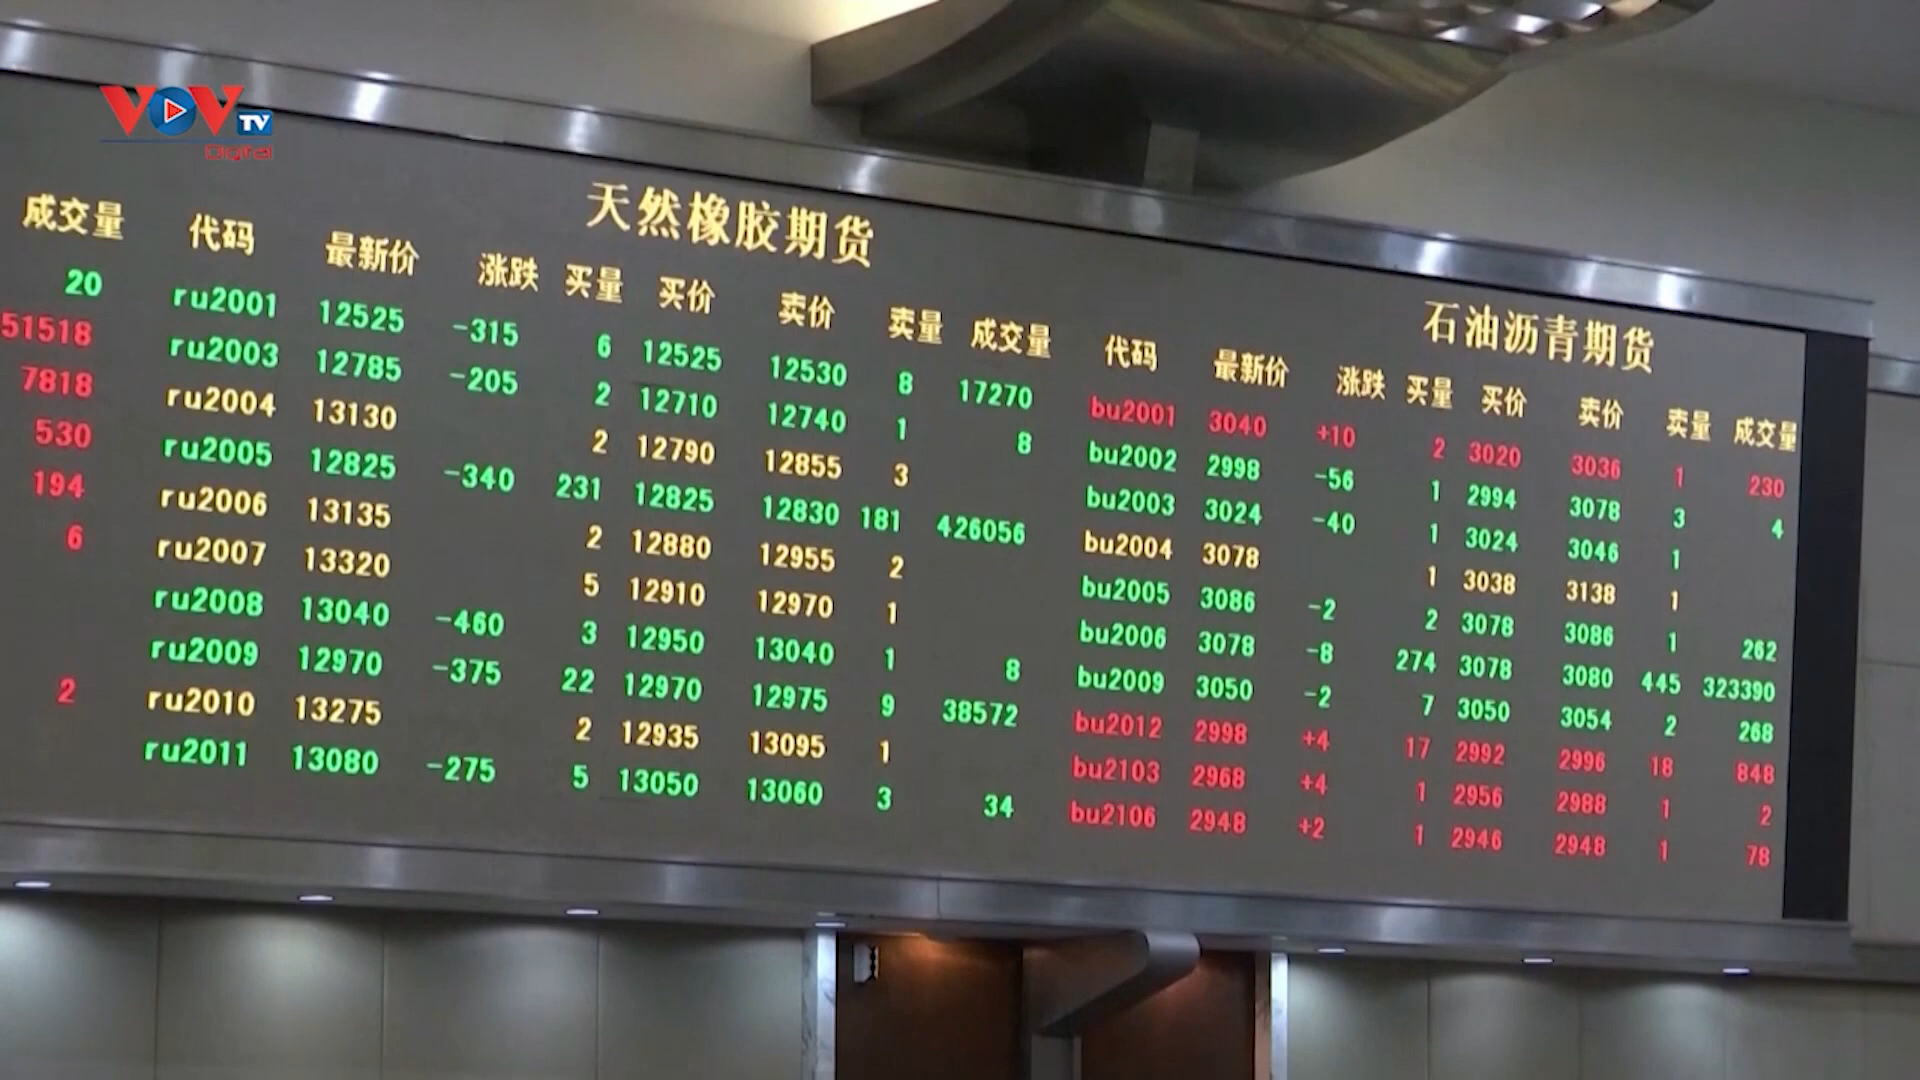 VOV TV
Digital
天然橡胶期货
石油沥青期货
成交量
20
51518
7818
530
194
6
2
代码 最新价 涨跌 买量 买价 卖价 卖量 成交量
ru2001 12525 -315 6 12525 12530 8 17270
ru2003 12785 -205 2 12710 12740 1 8
ru2004 13130 2 12790 12855 3
ru2005 12825 -340 231 12825 12830 181 426056
ru2006 13135 2 12880 12955 2
ru2007 13320 5 12910 12970 1
ru2008 13040 -460 3 12950 13040 1 8
ru2009 12970 -375 22 12970 12975 9 38572
ru2010 13275 2 12935 13095 1
ru2011 13080 -275 5 13050 13060 3 34
代码 最新价 涨跌 买量 买价 卖价 卖量 成交量
bu2001 3040 +10 2 3020 3036 1 230
bu2002 2998 -56 1 2994 3078 3 4
bu2003 3024 -40 1 3024 3046 1
bu2004 3078 1 3038 3138 1
bu2005 3086 -2 2 3078 3086 1 262
bu2006 3078 -8 274 3078 3080 445 323390
bu2009 3050 -2 7 3050 3054 2 268
bu2012 2998 +4 17 2992 2996 18 848
bu2103 2968 +4 1 2956 2988 1 2
bu2106 2948 +2 1 2946 2948 1 78